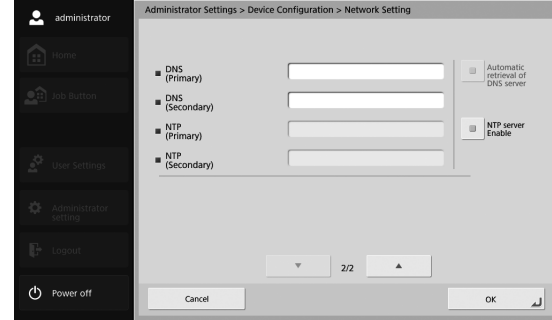 administrator
Administrator Settings > Device Configuration > Network Setting
Home
Job Button
User Settings
Administrator
setting
Logout
Power off
DNS
(Primary)
Automatic
retrieval of
DNS server
DNS
(Secondary)
NTP
(Primary)
NTP server
Enable
NTP
(Secondary)
▼ 2/2 ▲
Cancel
OK